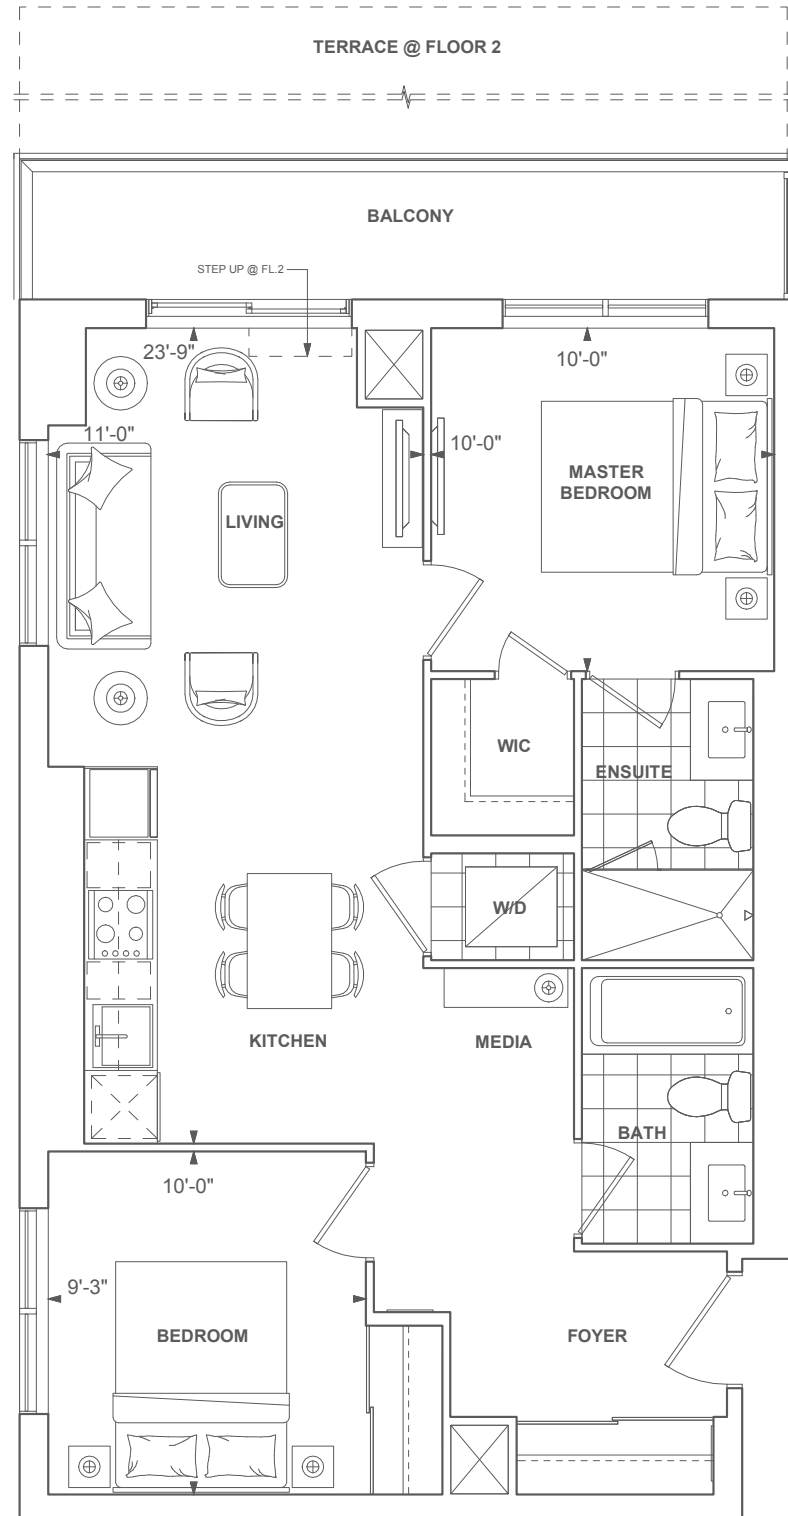 TERRACE @ FLOOR 2
BALCONY
STEP UP @ FL.2
23'-9"
10'-0"
11'-0"
10'-0"
MASTER
BEDROOM
LIVING
WIC
ENSUITE
W/D
KITCHEN
MEDIA
BATH
10'-0"
9'-3"
BEDROOM
FOYER